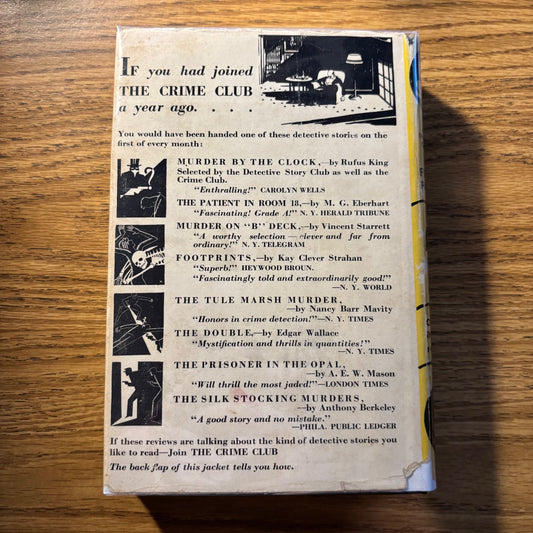 IF you had joined
THE CRIME CLUB
a year ago. . . .
You would have been handed one of these detective stories on the
first of every month:
MURDER BY THE CLOCK,—by Rufus King
Selected by the Detective Story Club as well as the
Crime Club.
"Enthralling!" CAROLYN WELLS
THE PATIENT IN ROOM 18,—by M. G. Eberhart
"Fascinating! Grade A!" N. Y. HERALD TRIBUNE
MURDER ON "B" DECK,—by Vincent Starrett
"A worthy selection—clever and far from
ordinary!" N. Y. TELEGRAM
FOOTPRINTS,—by Kay Clever Strahan
"Superb!" HEYWOOD BROUN.
"Fascinatingly told and extraordinarily good!"
—N. Y. WORLD
THE TULE MARSH MURDER,
—by Nancy Barr Mavity
"Honors in crime detection!"—N. Y. TIMES
THE DOUBLE,—by Edgar Wallace
"Mystification and thrills in quantities!"
—N. Y. TIMES
THE PRISONER IN THE OPAL,
—by A. E. W. Mason
"Will thrill the most jaded!"—LONDON TIMES
THE SILK STOCKING MURDERS,
—by Anthony Berkeley
"A good story and no mistake."
—PHILA. PUBLIC LEDGER
If these reviews are talking about the kind of detective stories you
like to read—Join THE CRIME CLUB
The back flap of this jacket tells you how.